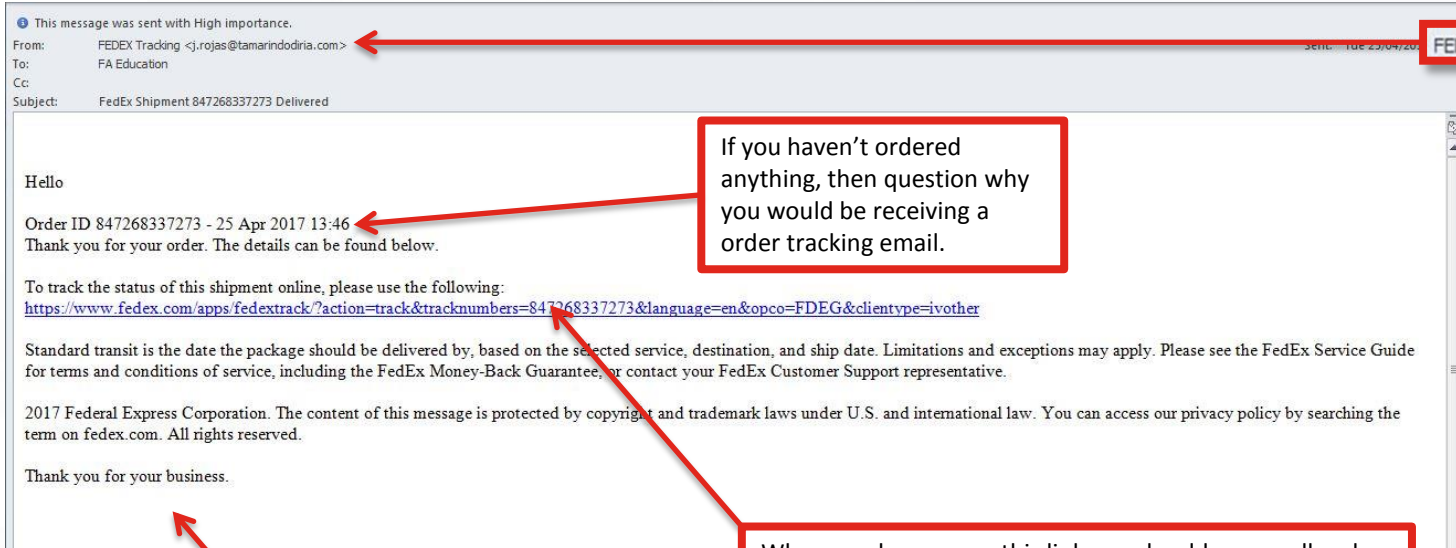 This message was sent with High importance.
From: FEDEX Tracking <j.rojas@tamarindodiria.com>
Sent: Tue 25/04/20
FE
To: FA Education
Cc:
Subject: FedEx Shipment 847268337273 Delivered
If you haven't ordered
anything, then question why
you would be receiving a
order tracking email.
Hello
Order ID 847268337273 - 25 Apr 2017 13:46
Thank you for your order. The details can be found below.
To track the status of this shipment online, please use the following:
https://www.fedex.com/apps/fedextrack/?action=track&tracknumbers=847268337273&language=en&opco=FDEG&clientype=ivother
Standard transit is the date the package should be delivered by, based on the selected service, destination, and ship date. Limitations and exceptions may apply. Please see the FedEx Service Guide
for terms and conditions of service, including the FedEx Money-Back Guarantee, or contact your FedEx Customer Support representative.
2017 Federal Express Corporation. The content of this message is protected by copyright and trademark laws under U.S. and international law. You can access our privacy policy by searching the
term on fedex.com. All rights reserved.
Thank you for your business.